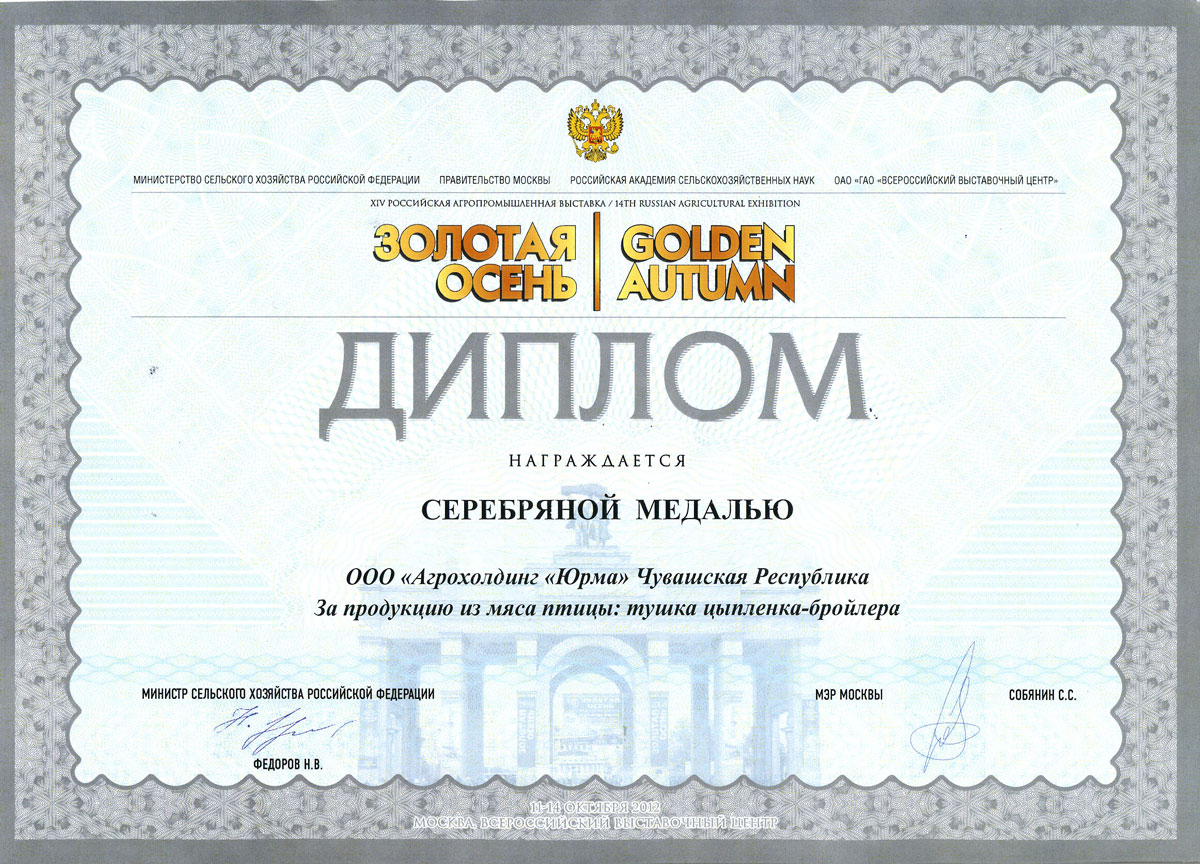 МИНИСТЕРСТВО СЕЛЬСКОГО ХОЗЯЙСТВА РОССИЙСКОЙ ФЕДЕРАЦИИ ПРАВИТЕЛЬСТВО МОСКВЫ РОССИЙСКАЯ АКАДЕМИЯ СЕЛЬСКОХОЗЯЙСТВЕННЫХ НАУК ОАО «ГАО «ВСЕРОССИЙСКИЙ ВЫСТАВОЧНЫЙ ЦЕНТР»
XIV РОССИЙСКАЯ АГРОПРОМЫШЛЕННАЯ ВЫСТАВКА / 14TH RUSSIAN AGRICULTURAL EXHIBITION
ЗОЛОТАЯ GOLDEN
ОСЕНЬ AUTUMN
ДИПЛОМ
НАГРАЖДАЕТСЯ
СЕРЕБРЯНОЙ МЕДАЛЬЮ
ООО «Агрохолдинг «Юрма» Чувашская Республика
За продукцию из мяса птицы: тушка цыпленка-бройлера
МИНИСТР СЕЛЬСКОГО ХОЗЯЙСТВА РОССИЙСКОЙ ФЕДЕРАЦИИ МЭР МОСКВЫ СОБЯНИН С.С.
ФЕДОРОВ Н.В.
11-14 ОКТЯБРЯ 2012
МОСКВА, ВСЕРОССИЙСКИЙ ВЫСТАВОЧНЫЙ ЦЕНТР